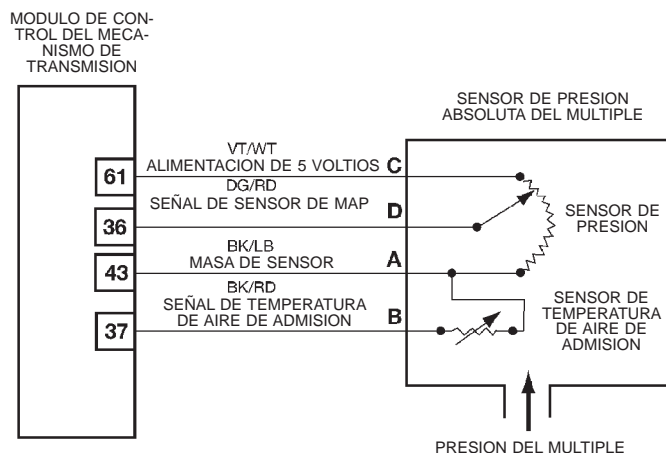 MODULO DE CON-
TROL DEL MECA-
NISMO DE
TRANSMISION
SENSOR DE PRESION
ABSOLUTA DEL MULTIPLE
VT/WT
61 ALIMENTACION DE 5 VOLTIOS C
DG/RD
36 SEÑAL DE SENSOR DE MAP D
SENSOR DE
PRESION
BK/LB
43 MASA DE SENSOR A
BK/RD
37 SEÑAL DE TEMPERATURA
DE AIRE DE ADMISION B
SENSOR DE
TEMPERATURA
DE AIRE DE
ADMISION
PRESION DEL MULTIPLE